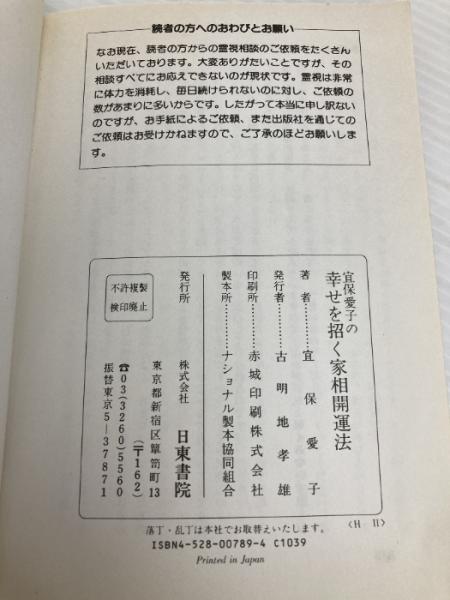 読者の方へのおわびとお願い
なお現在、読者の方からの霊視相談のご依頼をたくさん
いただいております。大変ありがたいことですが、その
相談すべてにお応えできないのが現状です。霊視は非常
に体力を消耗し、毎日続けられないのに対し、ご依頼の
数があまりに多いからです。したがって本当に申し訳ない
のですが、お手紙によるご依頼、また出版社を通じての
ご依頼はお受けかねますので、ご了承のほどお願いしま
す。
宜保愛子の
幸せを招く家相開運法
著者…………宜保愛子
発行者…………古明地孝雄
印刷所…………赤城印刷株式会社
製本所…………ナショナル製本協同組合
発行所 株式会社 日東書院
東京都新宿区簞笥町13
(〒162)
☎03(3260)5560
振替東京5-37871
不許複製
検印廃止
落丁・乱丁は本社でお取替えいたします。
〈H-II〉
ISBN4-528-00789-4 C1039
Printed in Japan